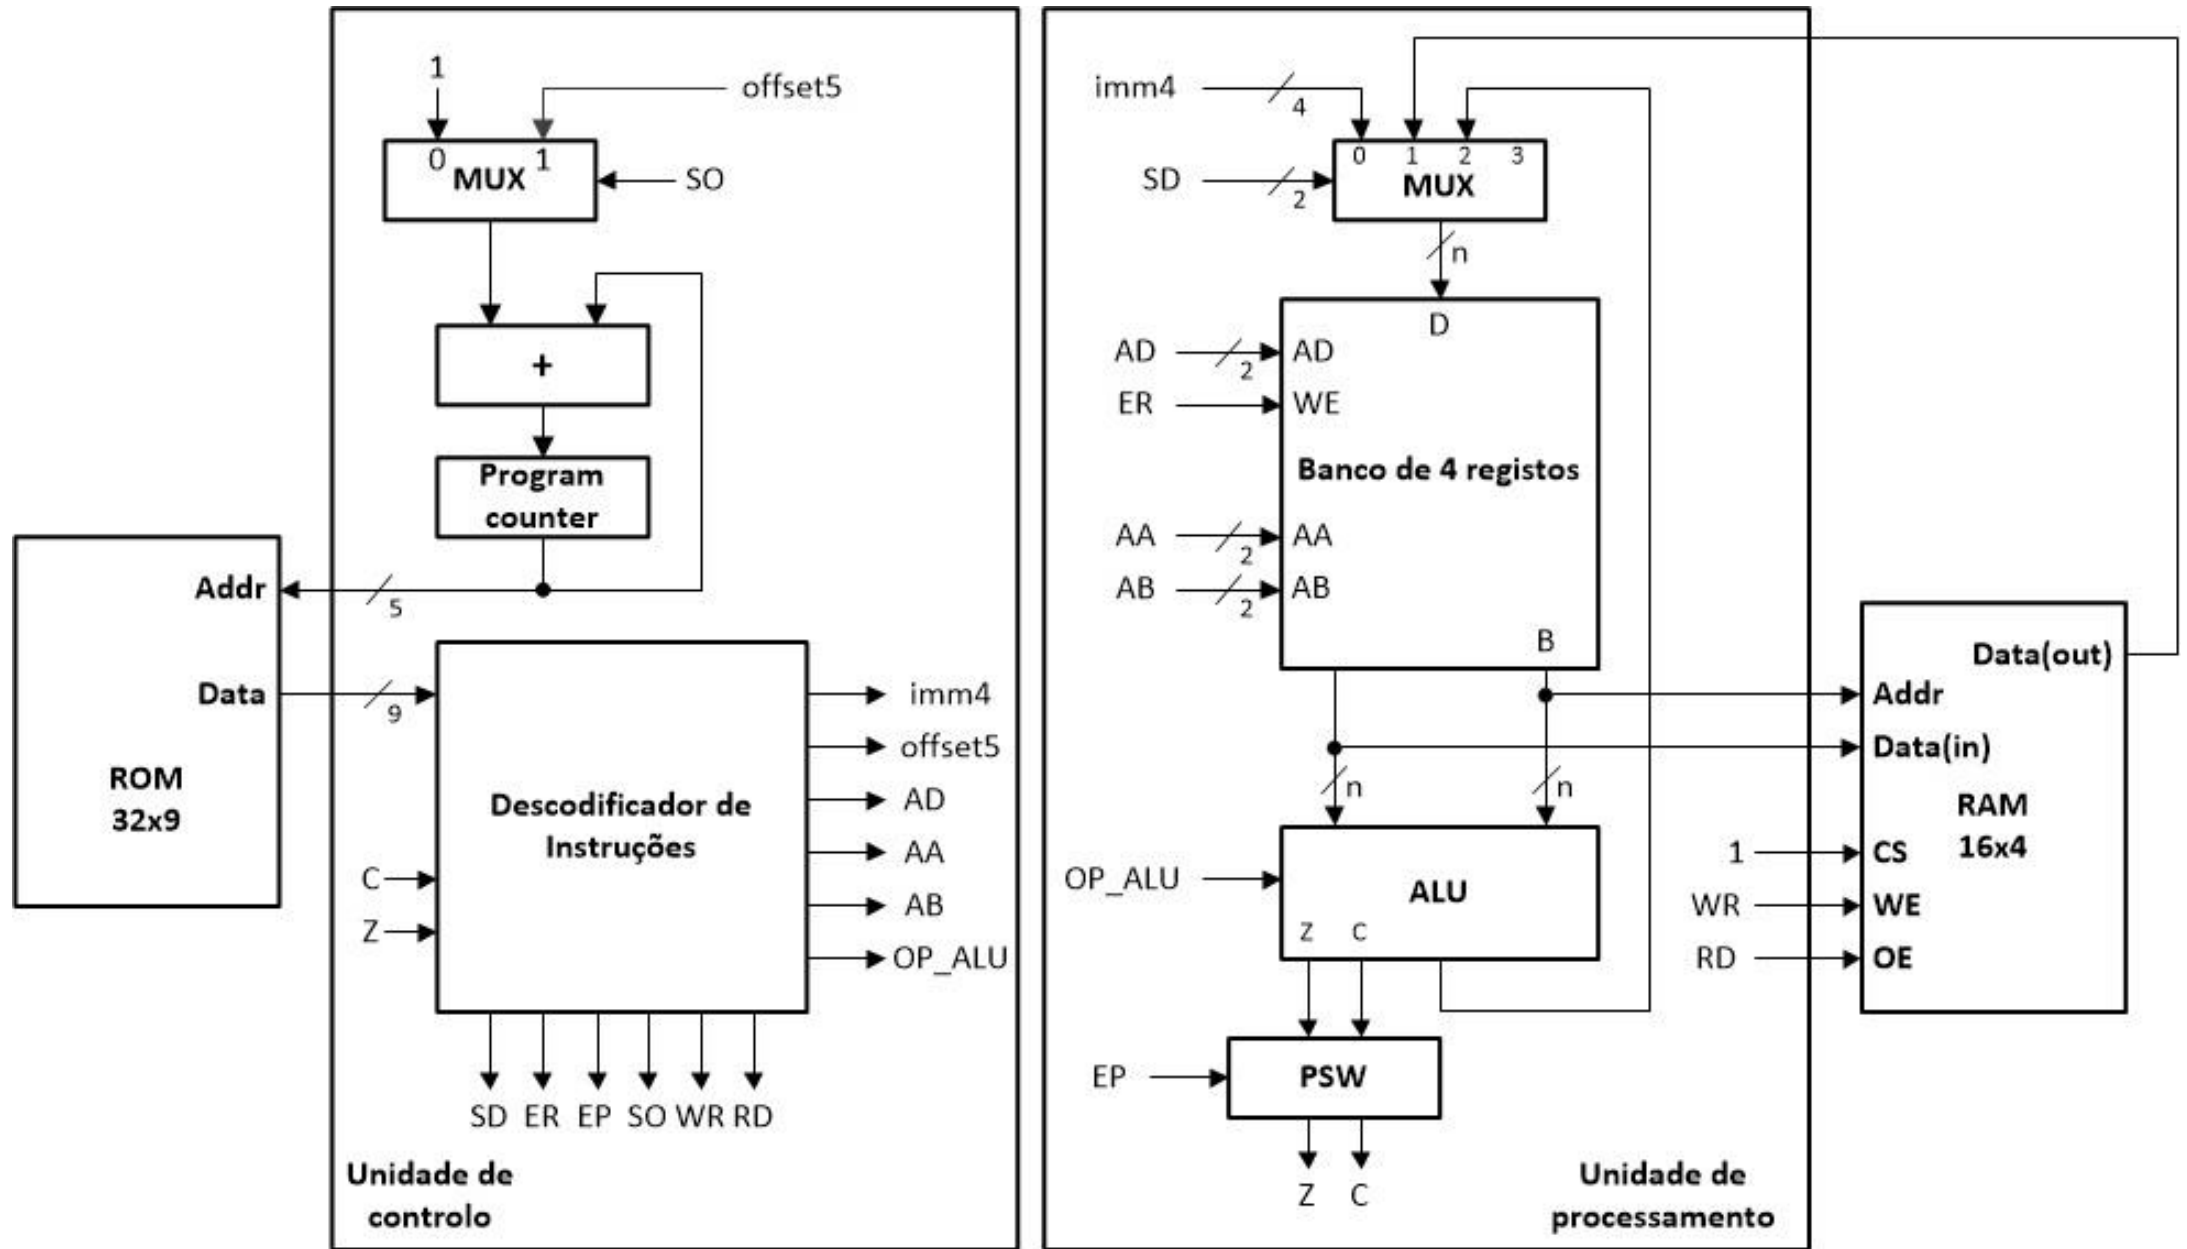 1
offset5
0
1
MUX
SO
+
Program
counter
Addr
5
Data
9
ROM
32x9
Descodificador de
Instruções
C
Z
imm4
offset5
AD
AA
AB
OP_ALU
SD ER EP SO WR RD
Unidade de
controlo
imm4
4
SD
2
0 1 2 3
MUX
n
D
AD
2
AD
ER
WE
Banco de 4 registos
AA
2
AA
AB
2
AB
B
n
n
OP_ALU
ALU
Z C
EP
PSW
Z C
Unidade de
processamento
Data(out)
Addr
Data(in)
RAM
16x4
1
CS
WR
WE
RD
OE